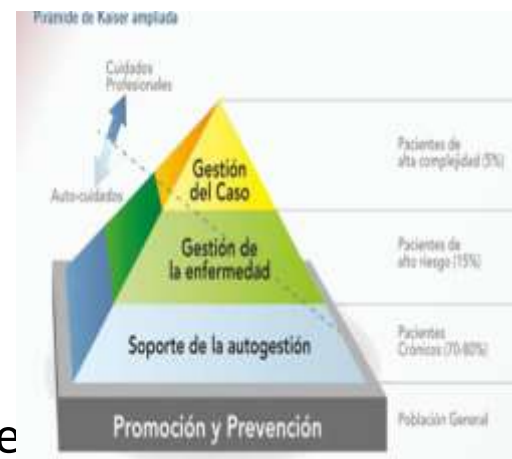 Pirámide de Kaiser ampliada
Cuidados
Profesionales
Auto-cuidados
Gestión
del Caso
Pacientes de
alta complejidad (5%)
Gestión de
la enfermedad
Pacientes de
alto riesgo (15%)
Soporte de la autogestión
Pacientes
Crónicos (70-80%)
Promoción y Prevención
Población General
e